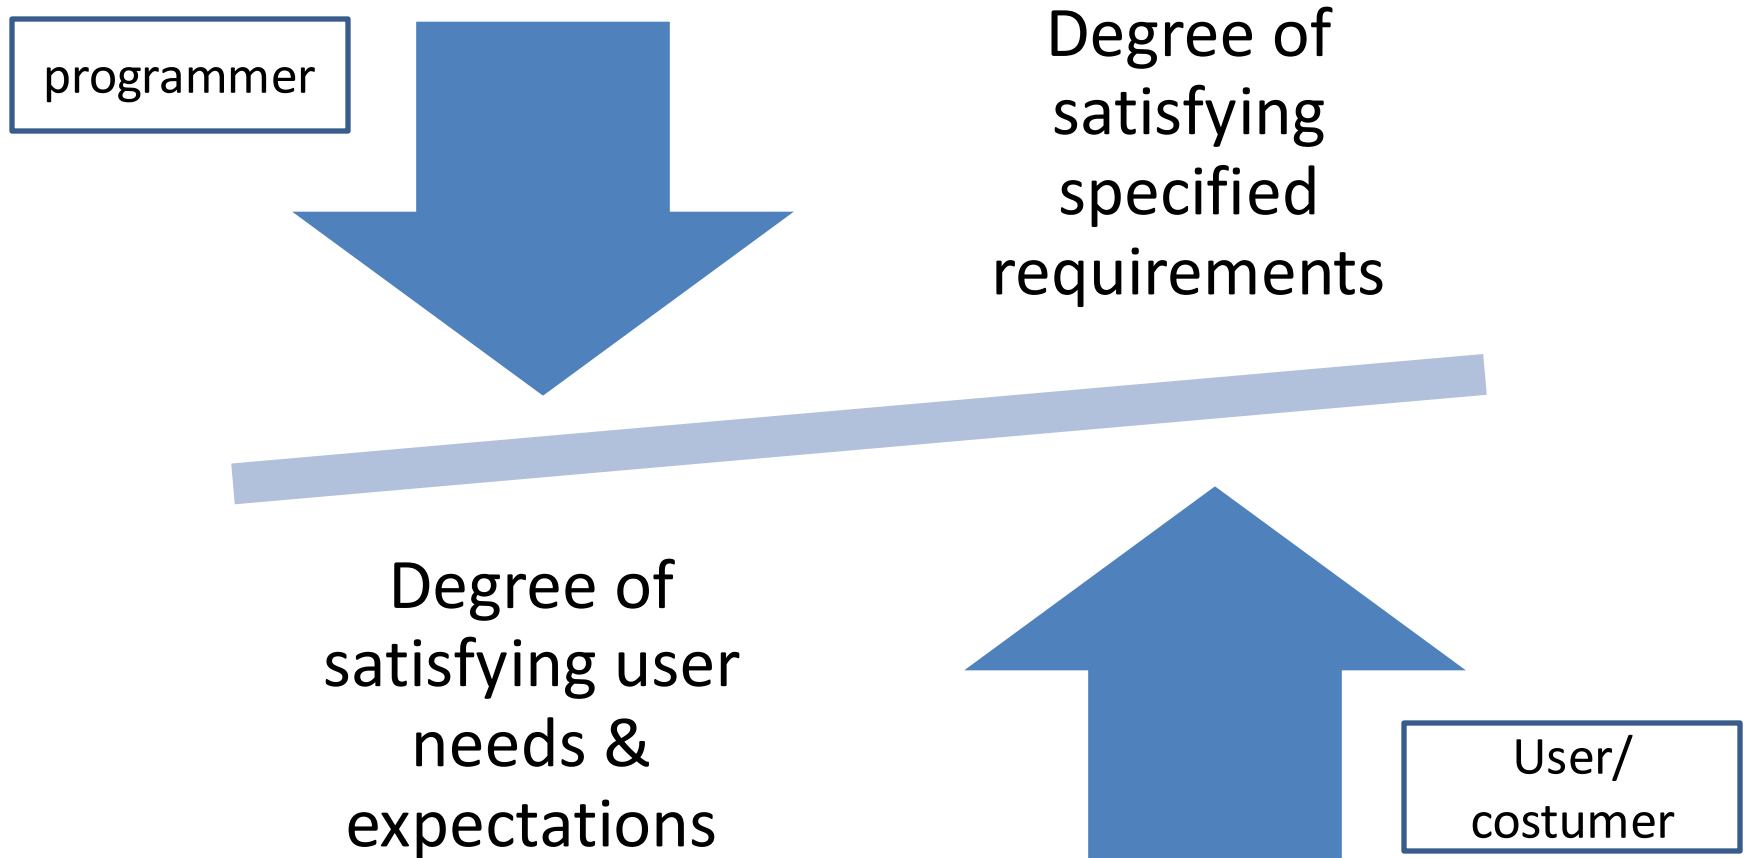 programmer
Degree of
satisfying
specified
requirements
Degree of
satisfying user
needs &
expectations
User/
costumer